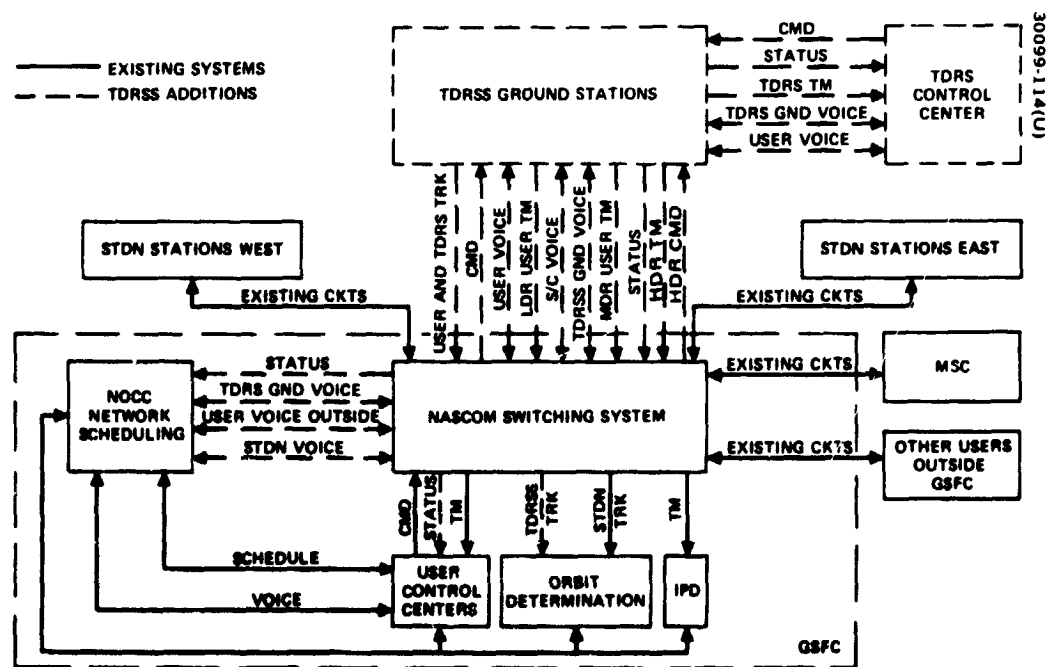 30099-114(U)
EXISTING SYSTEMS
TDRSS ADDITIONS
TDRSS GROUND STATIONS
CMD
STATUS
TDRS TM
TDRS GND VOICE
USER VOICE
TDRS
CONTROL
CENTER
USER AND TDRS TRK
CMD
USER VOICE
LDR USER TM
S/C VOICE
TDRSS GND VOICE
MDR USER TM
STATUS
HDR TM
HDR CMD
STDN STATIONS WEST
STDN STATIONS EAST
EXISTING CKTS
EXISTING CKTS
NOCC
NETWORK
SCHEDULING
STATUS
TDRS GND VOICE
USER VOICE OUTSIDE
STDN VOICE
NASCOM SWITCHING SYSTEM
EXISTING CKTS
MSC
EXISTING CKTS
OTHER USERS
OUTSIDE
GSFC
CMD
STATUS
TM
TDRSS
TRK
STDN
TRK
TM
SCHEDULE
VOICE
USER
CONTROL
CENTERS
ORBIT
DETERMINATION
IPD
GSFC